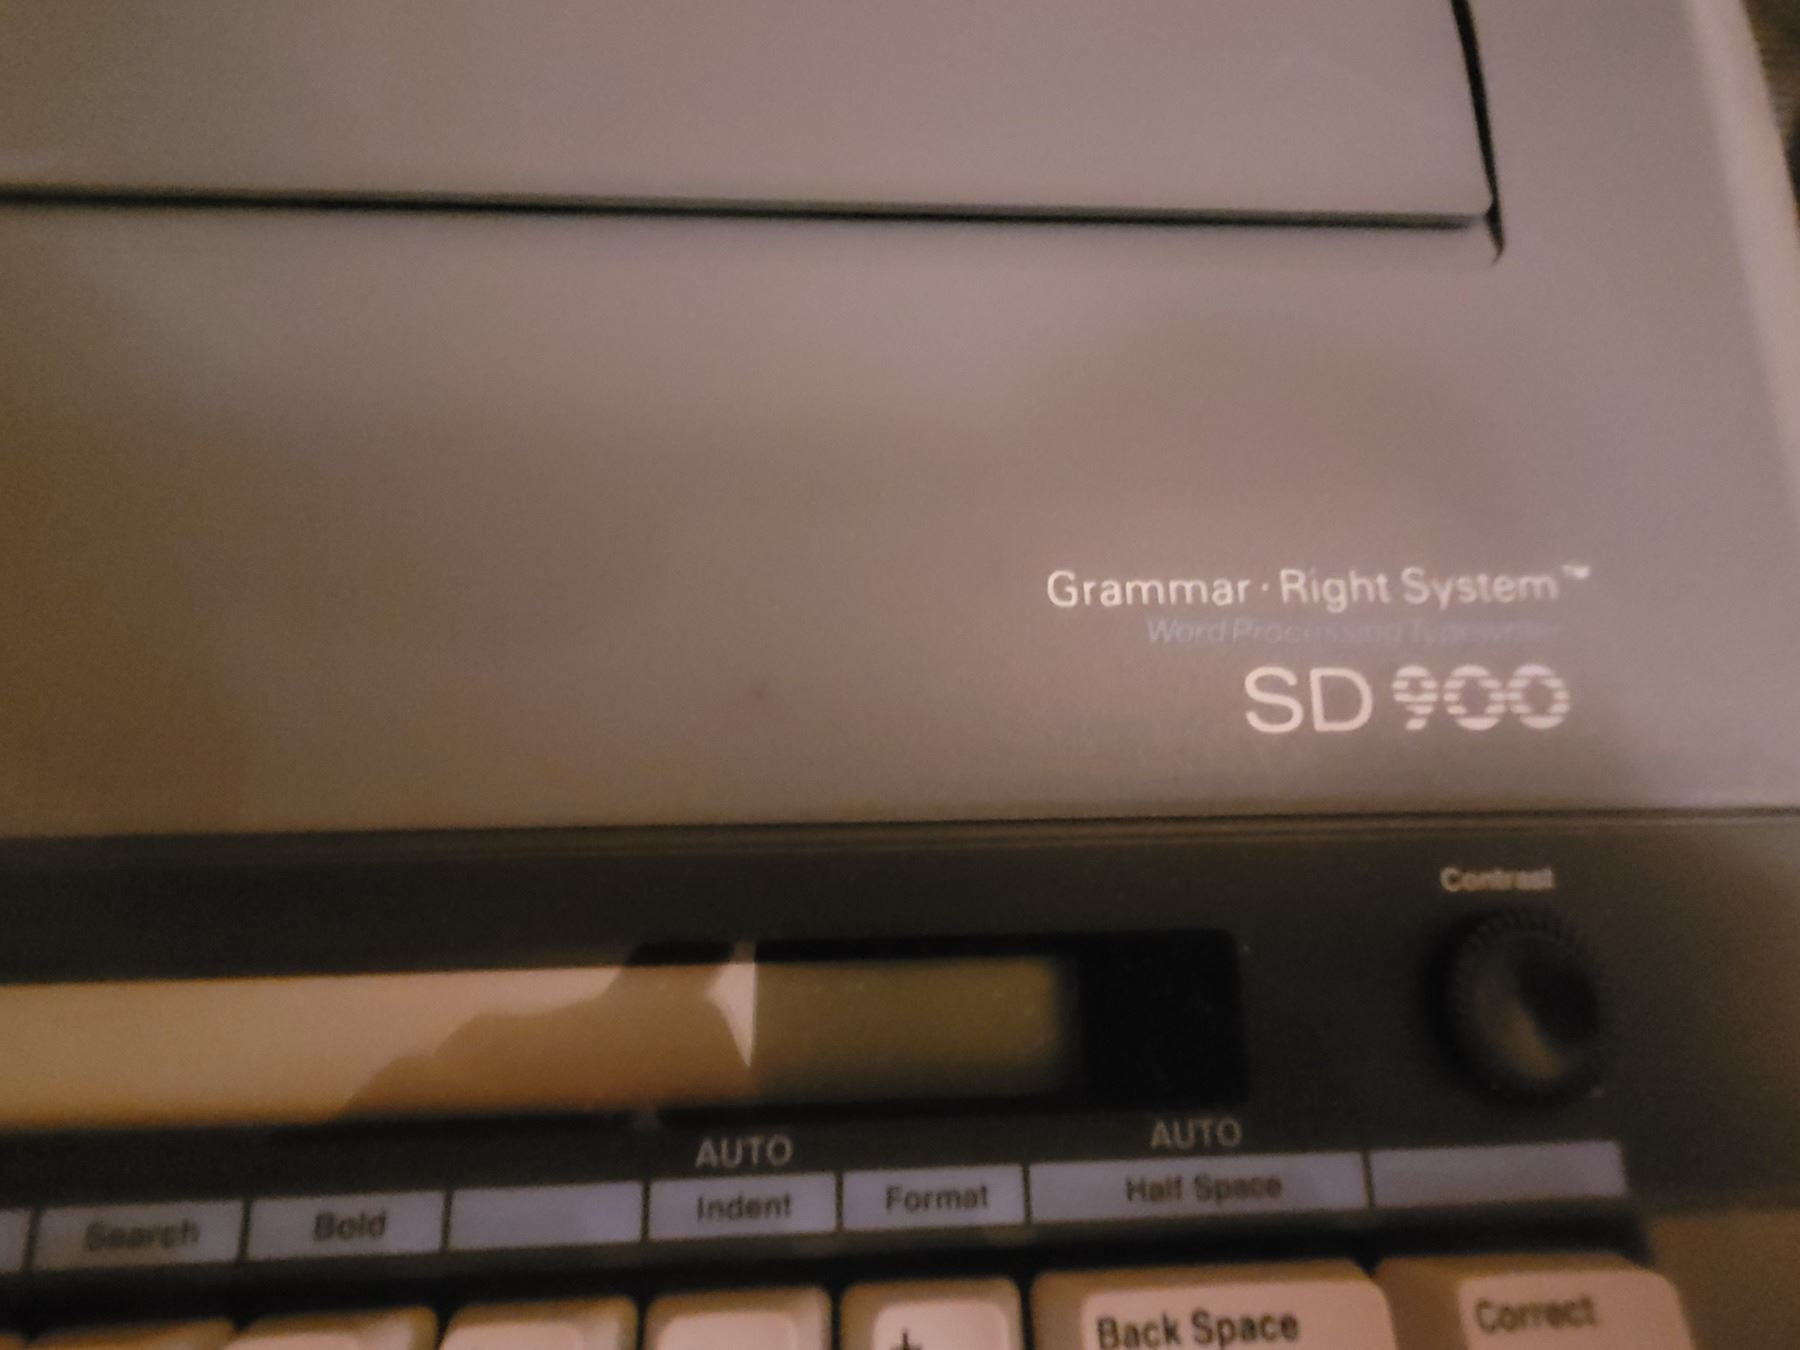 Grammar·Right System™
Word Processing Typewriter
SD 900
Contrast
AUTO AUTO
Search Bold Indent Format Half Space
+ Back Space Correct